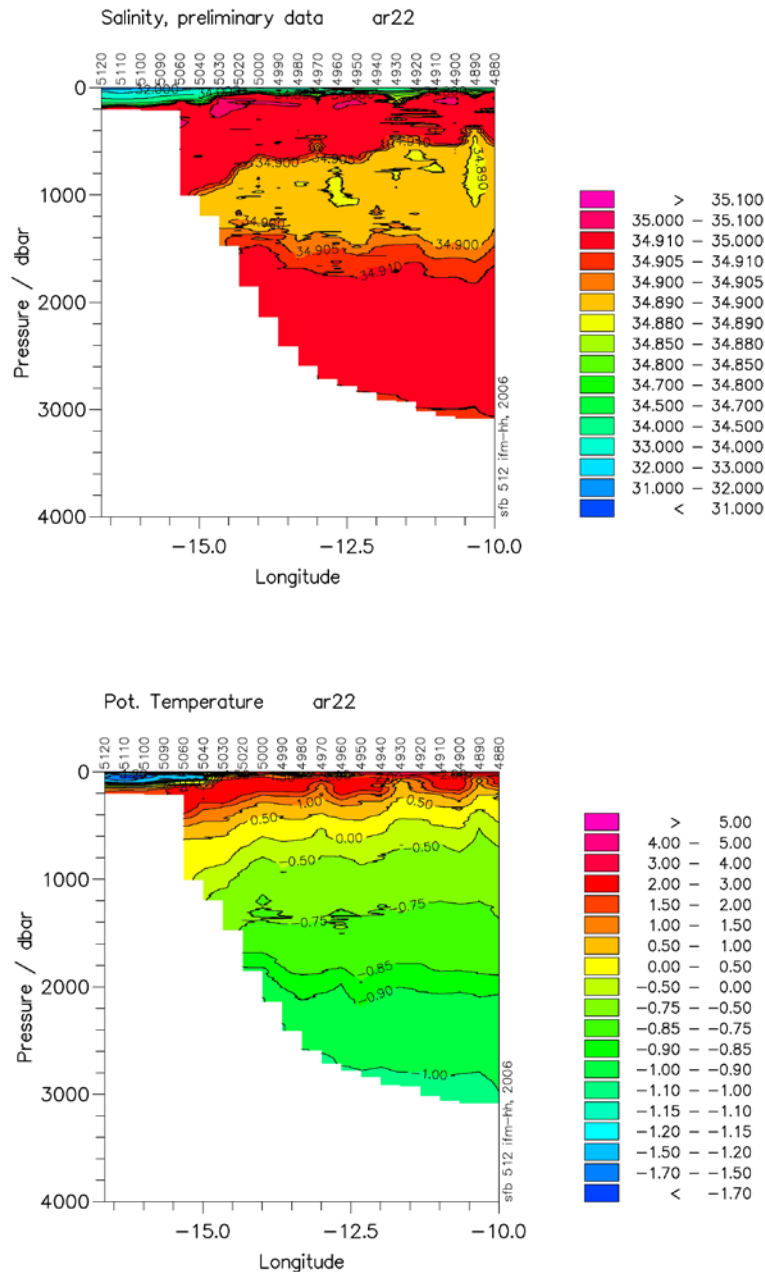 Salinity, preliminary data ar22
5120 5110 5100 5090 5060 5040 5030 5020 5000 4990 4980 4970 4960 4950 4940 4930 4920 4910 4900 4890 4880
0
1000
2000
3000
4000
Pressure / dbar
32.000
34.910
34.900
34.905
34.890
34.900
34.900
34.905
34.910
sfb 512 ifm-hh, 2006
-15.0 -12.5 -10.0
Longitude
> 35.100
35.000 - 35.100
34.910 - 35.000
34.905 - 34.910
34.900 - 34.905
34.890 - 34.900
34.880 - 34.890
34.850 - 34.880
34.800 - 34.850
34.700 - 34.800
34.500 - 34.700
34.000 - 34.500
33.000 - 34.000
32.000 - 33.000
31.000 - 32.000
< 31.000
Pot. Temperature ar22
5120 5110 5100 5090 5060 5040 5030 5020 5000 4990 4980 4970 4960 4950 4940 4930 4920 4910 4900 4890 4880
0
1000
2000
3000
4000
Pressure / dbar
1.00
0.50
0.50
0.00
-0.50
-0.50
-0.75
-0.75
-0.85
-0.90
-1.00
sfb 512 ifm-hh, 2006
-15.0 -12.5 -10.0
Longitude
> 5.00
4.00 - 5.00
3.00 - 4.00
2.00 - 3.00
1.50 - 2.00
1.00 - 1.50
0.50 - 1.00
0.00 - 0.50
-0.50 - 0.00
-0.75 - -0.50
-0.85 - -0.75
-0.90 - -0.85
-1.00 - -0.90
-1.10 - -1.00
-1.15 - -1.10
-1.20 - -1.15
-1.50 - -1.20
-1.70 - -1.50
< -1.70